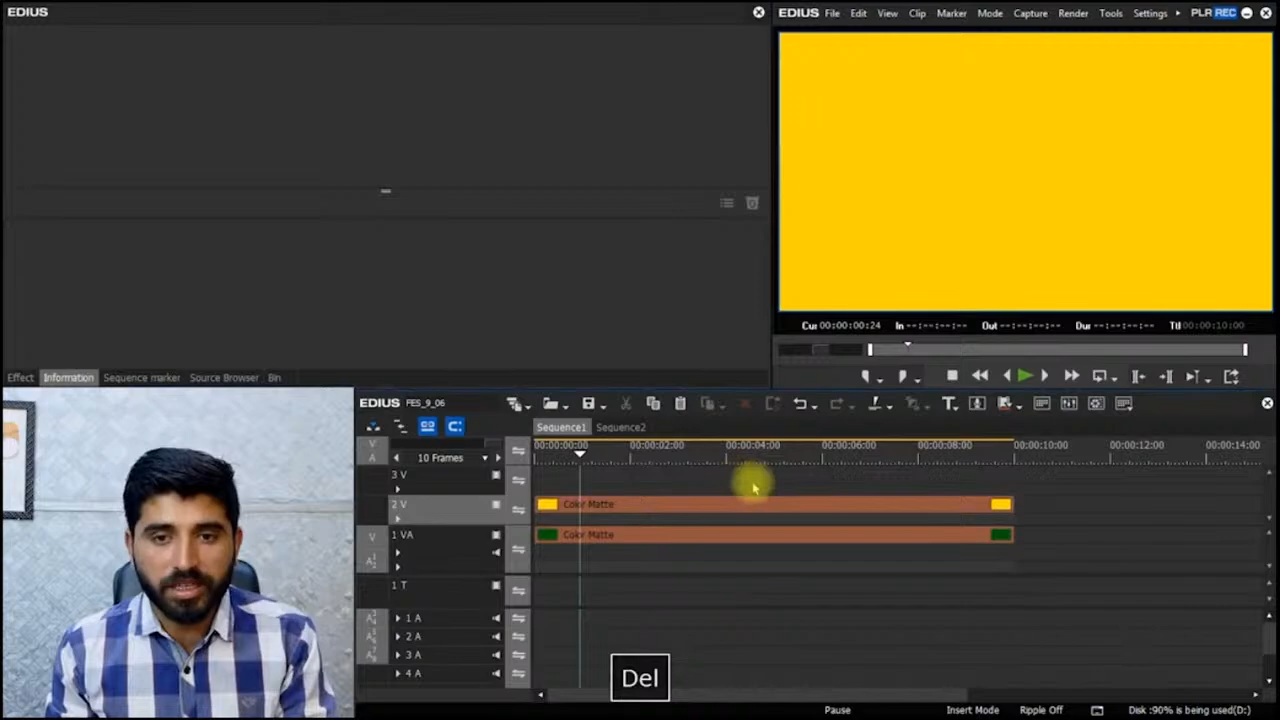 EDIUS
EDIUS File Edit View Clip Marker Mode Capture Render Tools Settings PLR REC
Cur 00:00:00:24 In --:--:--:-- Out --:--:--:-- Dur --:--:--:-- Ttl 00:00:10:00
Effect Information Sequence marker Source Browser Bin
EDIUS FES_9_06
Sequence1 Sequence2
V A 10 Frames 00:00:00:00 00:00:02:00 00:00:04:00 00:00:06:00 00:00:08:00 00:00:10:00 00:00:12:00 00:00:14:00
3 V
2 V Color Matte
V 1 VA Color Matte
1 T
1 A
2 A
3 A
4 A
Del
Pause Insert Mode Ripple Off Disk :90% is being used(D:)